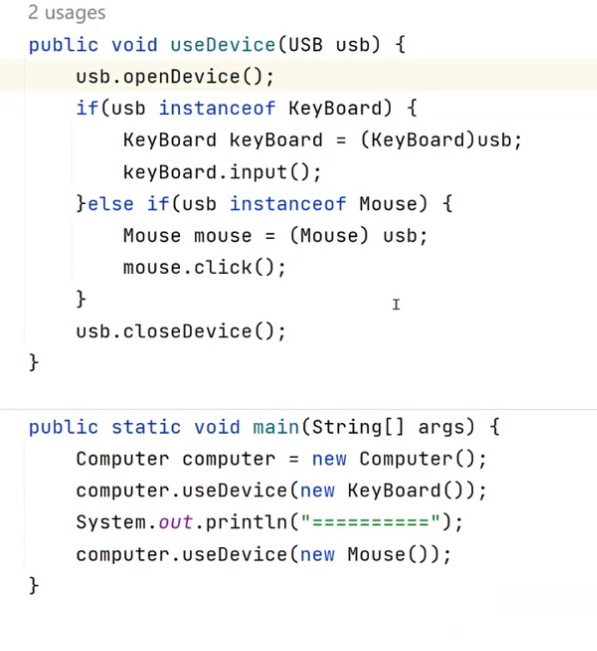 2 usages
public void useDevice(USB usb) {
    usb.openDevice();
    if(usb instanceof KeyBoard) {
        KeyBoard keyBoard = (KeyBoard)usb;
        keyBoard.input();
    }else if(usb instanceof Mouse) {
        Mouse mouse = (Mouse) usb;
        mouse.click();
    }
    usb.closeDevice();
}
public static void main(String[] args) {
    Computer computer = new Computer();
    computer.useDevice(new KeyBoard());
    System.out.println("==========");
    computer.useDevice(new Mouse());
}